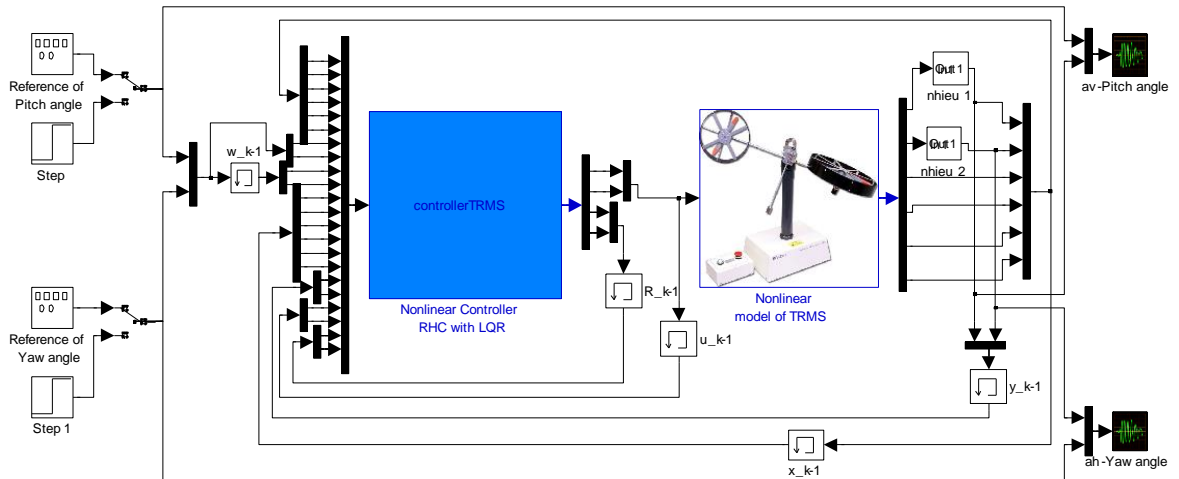 Reference of
Pitch angle
Step
w_k-1
controllerTRMS
Nonlinear Controller
RHC with LQR
R_k-1
u_k-1
Nonlinear
model of TRMS
nhieu 1
nhieu 2
av-Pitch angle
Reference of
Yaw angle
Step 1
y_k-1
x_k-1
ah-Yaw angle